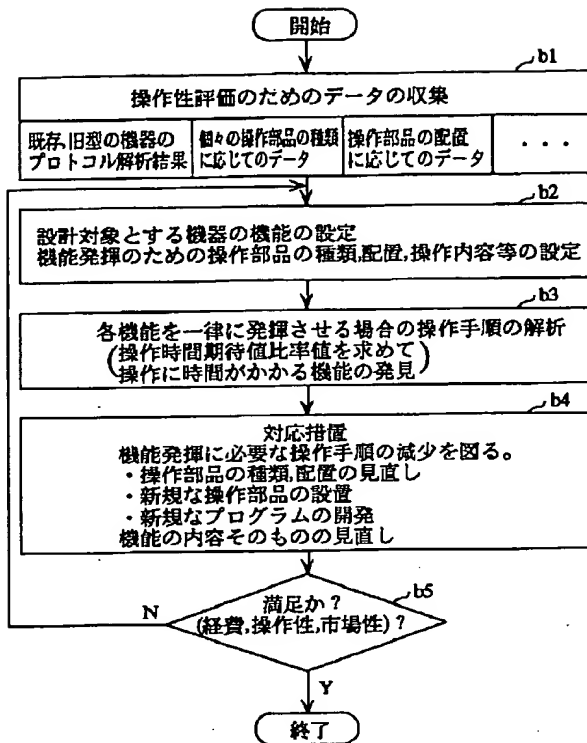 開始
b1
操作性評価のためのデータの収集
既存,旧型の機器の
プロトコル解析結果
個々の操作部品の種類
に応じてのデータ
操作部品の配置
に応じてのデータ
・・・
b2
設計対象とする機器の機能の設定
機能発揮のための操作部品の種類,配置,操作内容等の設定
b3
各機能を一律に発揮させる場合の操作手順の解析
(操作時間期待値比率値を求めて
操作に時間がかかる機能の発見)
b4
対応措置
機能発揮に必要な操作手順の減少を図る。
・操作部品の種類,配置の見直し
・新規な操作部品の設置
・新規なプログラムの開発
機能の内容そのものの見直し
b5
満足か?
(経費,操作性,市場性)?
N
Y
終了